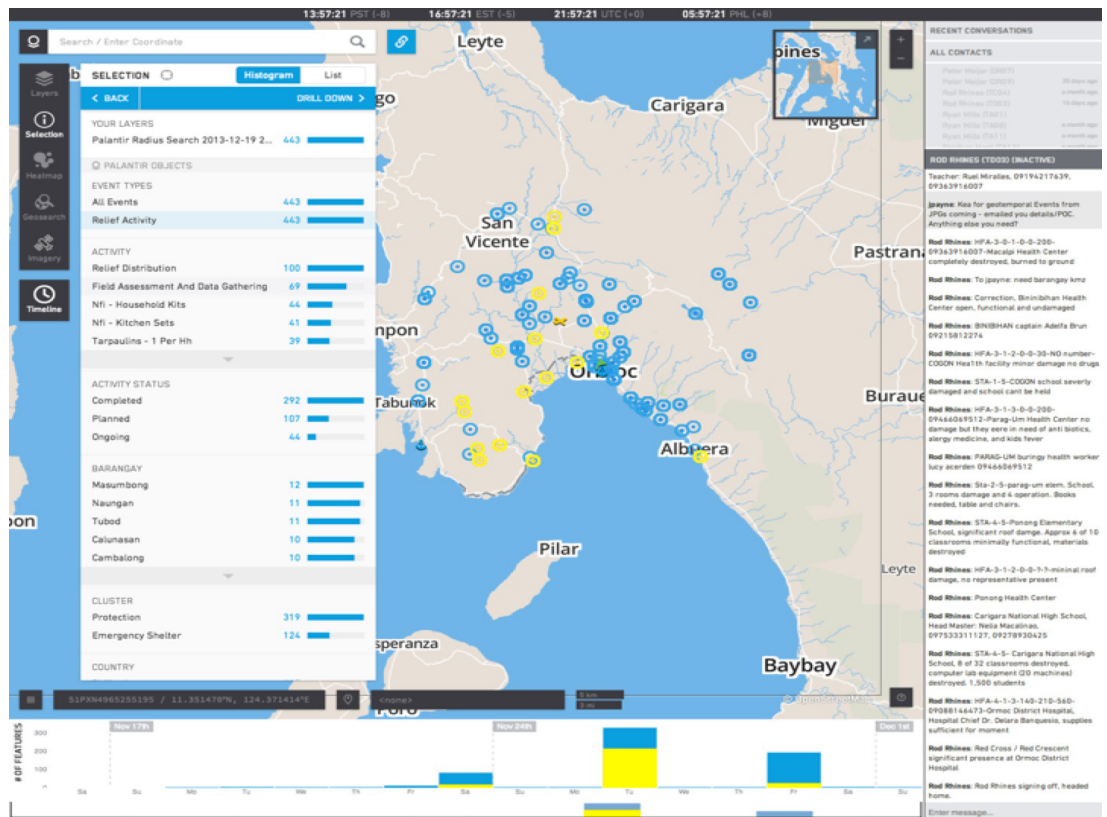 13:57:21 PST (-8) 16:57:21 EST (-5) 21:57:21 UTC (+0) 05:57:21 PHL (+8)
Search / Enter Coordinate
Layers
Selection
Heatmap
Geosearch
Imagery
Timeline
SELECTION
Histogram List
< BACK DRILL DOWN >
YOUR LAYERS
Palantir Radius Search 2013-12-19 2... 443
PALANTIR OBJECTS
EVENT TYPES
All Events 443
Relief Activity 443
ACTIVITY
Relief Distribution 100
Field Assessment And Data Gathering 69
Nfi - Household Kits 44
Nfi - Kitchen Sets 41
Tarpaulins - 1 Per Hh 39
ACTIVITY STATUS
Completed 292
Planned 107
Ongoing 44
BARANGAY
Masumbong 12
Naungan 11
Tubod 11
Calunasan 10
Cambalong 10
CLUSTER
Protection 319
Emergency Shelter 124
COUNTRY
Leyte
go
Carigara
pines
Miguel
San
Vicente
Pastrana
npon
Ormoc
Tabunok
Buraue
Albuera
on
Pilar
Leyte
speranza
Baybay
Poro
51PXN4965255195 / 11.351478°N, 124.371414°E
<none>
5 km
3 mi
© OpenStreetMap
# OF FEATURES
300
200
100
0
Nov 17th Nov 24th Dec 1st
Sa Su Mo Tu We Th Fr Sa Su Mo Tu We Th Fr Sa Su
RECENT CONVERSATIONS
ALL CONTACTS
ROD RHINES (TD03) (INACTIVE)
Teacher: Ruel Miralles, 09194217639,
09363916007
jpayne: Kea for geotemporal Events from
JPGs coming - emailed you details/POC.
Anything else you need?
Rod Rhines: HFA-3-0-1-0-0-200-
09363916007-Macalpi Health Center
completely destroyed, burned to ground
Rod Rhines: To jpayne: need barangay kmz
Rod Rhines: Correction, Bininibihan Health
Center open, functional and undamaged
Rod Rhines: BINIBIHAN captain Adelfa Brun
09215812274
Rod Rhines: HFA-3-1-2-0-0-30-NO number-
COGON Hea1th facility minor damage no drugs
Rod Rhines: STA-1-5-COGON school severly
damaged and school cant be held
Rod Rhines: HFA-3-1-3-0-0-200-
09466069512-Parag-Um Health Center no
damage but they eere in need of anti biotics,
alergy medicine, and kids fever
Rod Rhines: PARAG-UM buringy health worker
lucy acerden 09466069512
Rod Rhines: Sta-2-5-parag-um elem. School,
3 rooms damage and 4 operation. Books
needed, table and chairs.
Rod Rhines: STA-4-5-Ponong Elementary
School, significant roof damge. Approx 6 of 10
classrooms minimally functional, materials
destroyed
Rod Rhines: HFA-3-1-2-0-0-?-?-mininal roof
damage, no representative present
Rod Rhines: Ponong Health Center
Rod Rhines: Carigara National High School,
Head Master: Nelia Macalinao,
097533311127, 09278930425
Rod Rhines: STA-4-5- Carigara National High
School, 8 of 32 classrooms destroyed,
computer lab equipment (20 machines)
destroyed. 1,500 students
Rod Rhines: HFA-4-1-3-140-210-560-
09088146473-Ormoc District Hospital,
Hospital Chief Dr. Delara Banquesio, supplies
sufficient for moment
Rod Rhines: Red Cross / Red Crescent
significant presence at Ormoc District
Hospital
Rod Rhines: Rod Rhines signing off, headed
home.
Enter message...